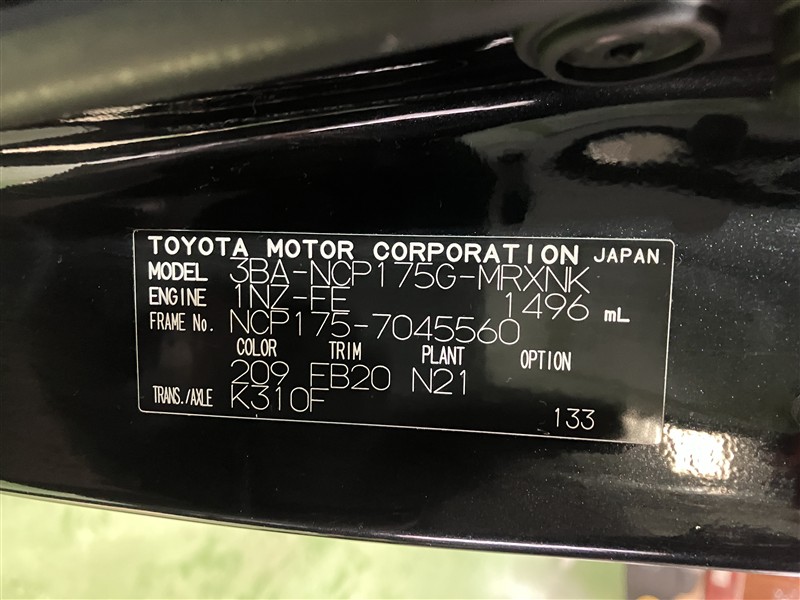 TOYOTA MOTOR CORPORATION JAPAN
MODEL 3BA-NCP175G-MRXNK
ENGINE 1NZ-FE 1496 mL
FRAME No. NCP175-7045560
COLOR TRIM PLANT OPTION
209 FB20 N21
TRANS./AXLE K310F
133